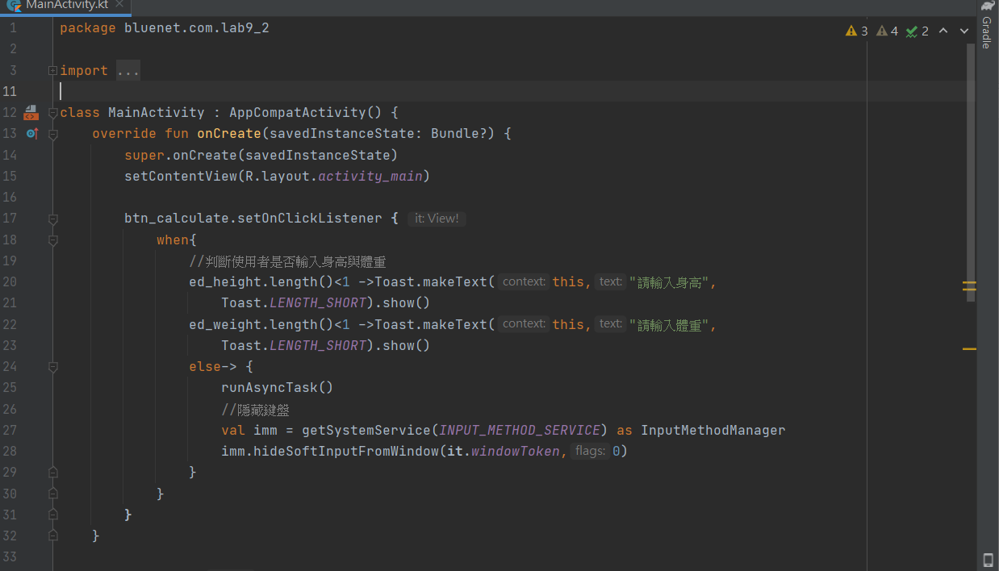 MainActivity.kt
3 4 2
Gradle
1 package bluenet.com.lab9_2
2
3 import ...
11
12 class MainActivity : AppCompatActivity() {
13 override fun onCreate(savedInstanceState: Bundle?) {
14 super.onCreate(savedInstanceState)
15 setContentView(R.layout.activity_main)
16
17 btn_calculate.setOnClickListener { it: View!
18 when{
19 //判斷使用者是否輸入身高與體重
20 ed_height.length()<1 ->Toast.makeText( context: this, text: "請輸入身高",
21 Toast.LENGTH_SHORT).show()
22 ed_weight.length()<1 ->Toast.makeText( context: this, text: "請輸入體重",
23 Toast.LENGTH_SHORT).show()
24 else-> {
25 runAsyncTask()
26 //隱藏鍵盤
27 val imm = getSystemService(INPUT_METHOD_SERVICE) as InputMethodManager
28 imm.hideSoftInputFromWindow(it.windowToken, flags: 0)
29 }
30 }
31 }
32 }
33